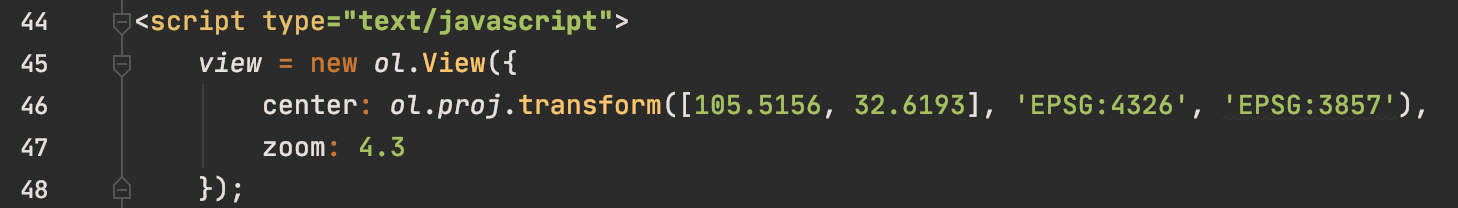 44 <script type="text/javascript">
45     view = new ol.View({
46         center: ol.proj.transform([105.5156, 32.6193], 'EPSG:4326', 'EPSG:3857'),
47         zoom: 4.3
48     });